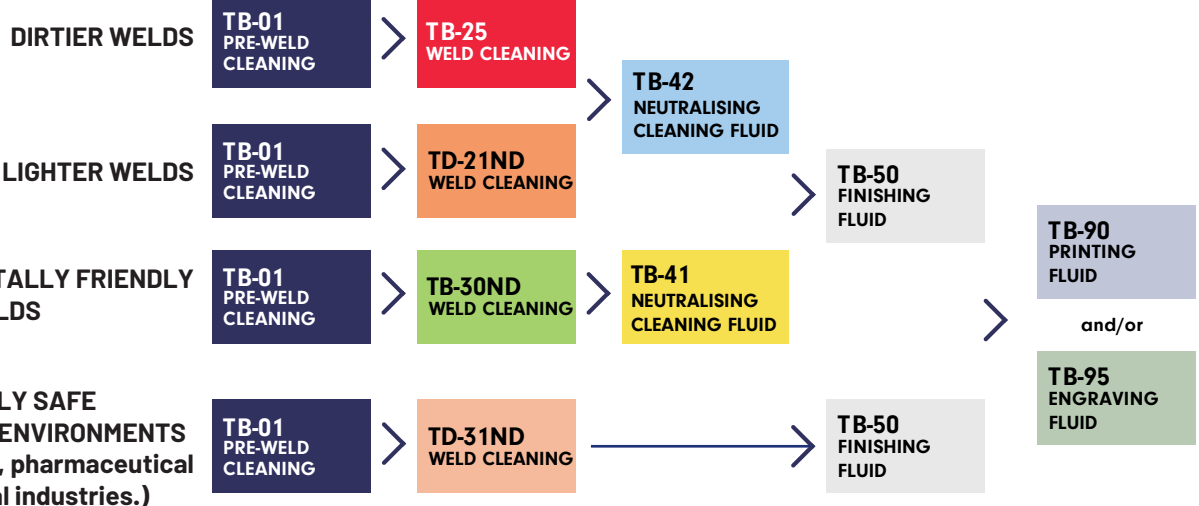 DIRTIER WELDS
TB-01
PRE-WELD
CLEANING
TB-25
WELD CLEANING
TB-42
NEUTRALISING
CLEANING FLUID
LIGHTER WELDS
TB-01
PRE-WELD
CLEANING
TD-21ND
WELD CLEANING
TB-50
FINISHING
FLUID
TALLY FRIENDLY
LDS
TB-01
PRE-WELD
CLEANING
TB-30ND
WELD CLEANING
TB-41
NEUTRALISING
CLEANING FLUID
TB-90
PRINTING
FLUID
and/or
TB-95
ENGRAVING
FLUID
LY SAFE
ENVIRONMENTS
, pharmaceutical
al industries.)
TB-01
PRE-WELD
CLEANING
TD-31ND
WELD CLEANING
TB-50
FINISHING
FLUID